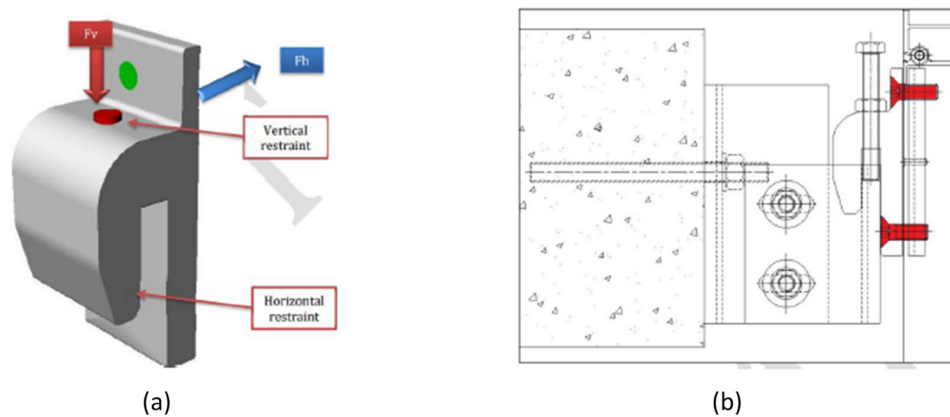 Fv
Fh
Vertical
restraint
Horizontal
restraint
(a)
(b)